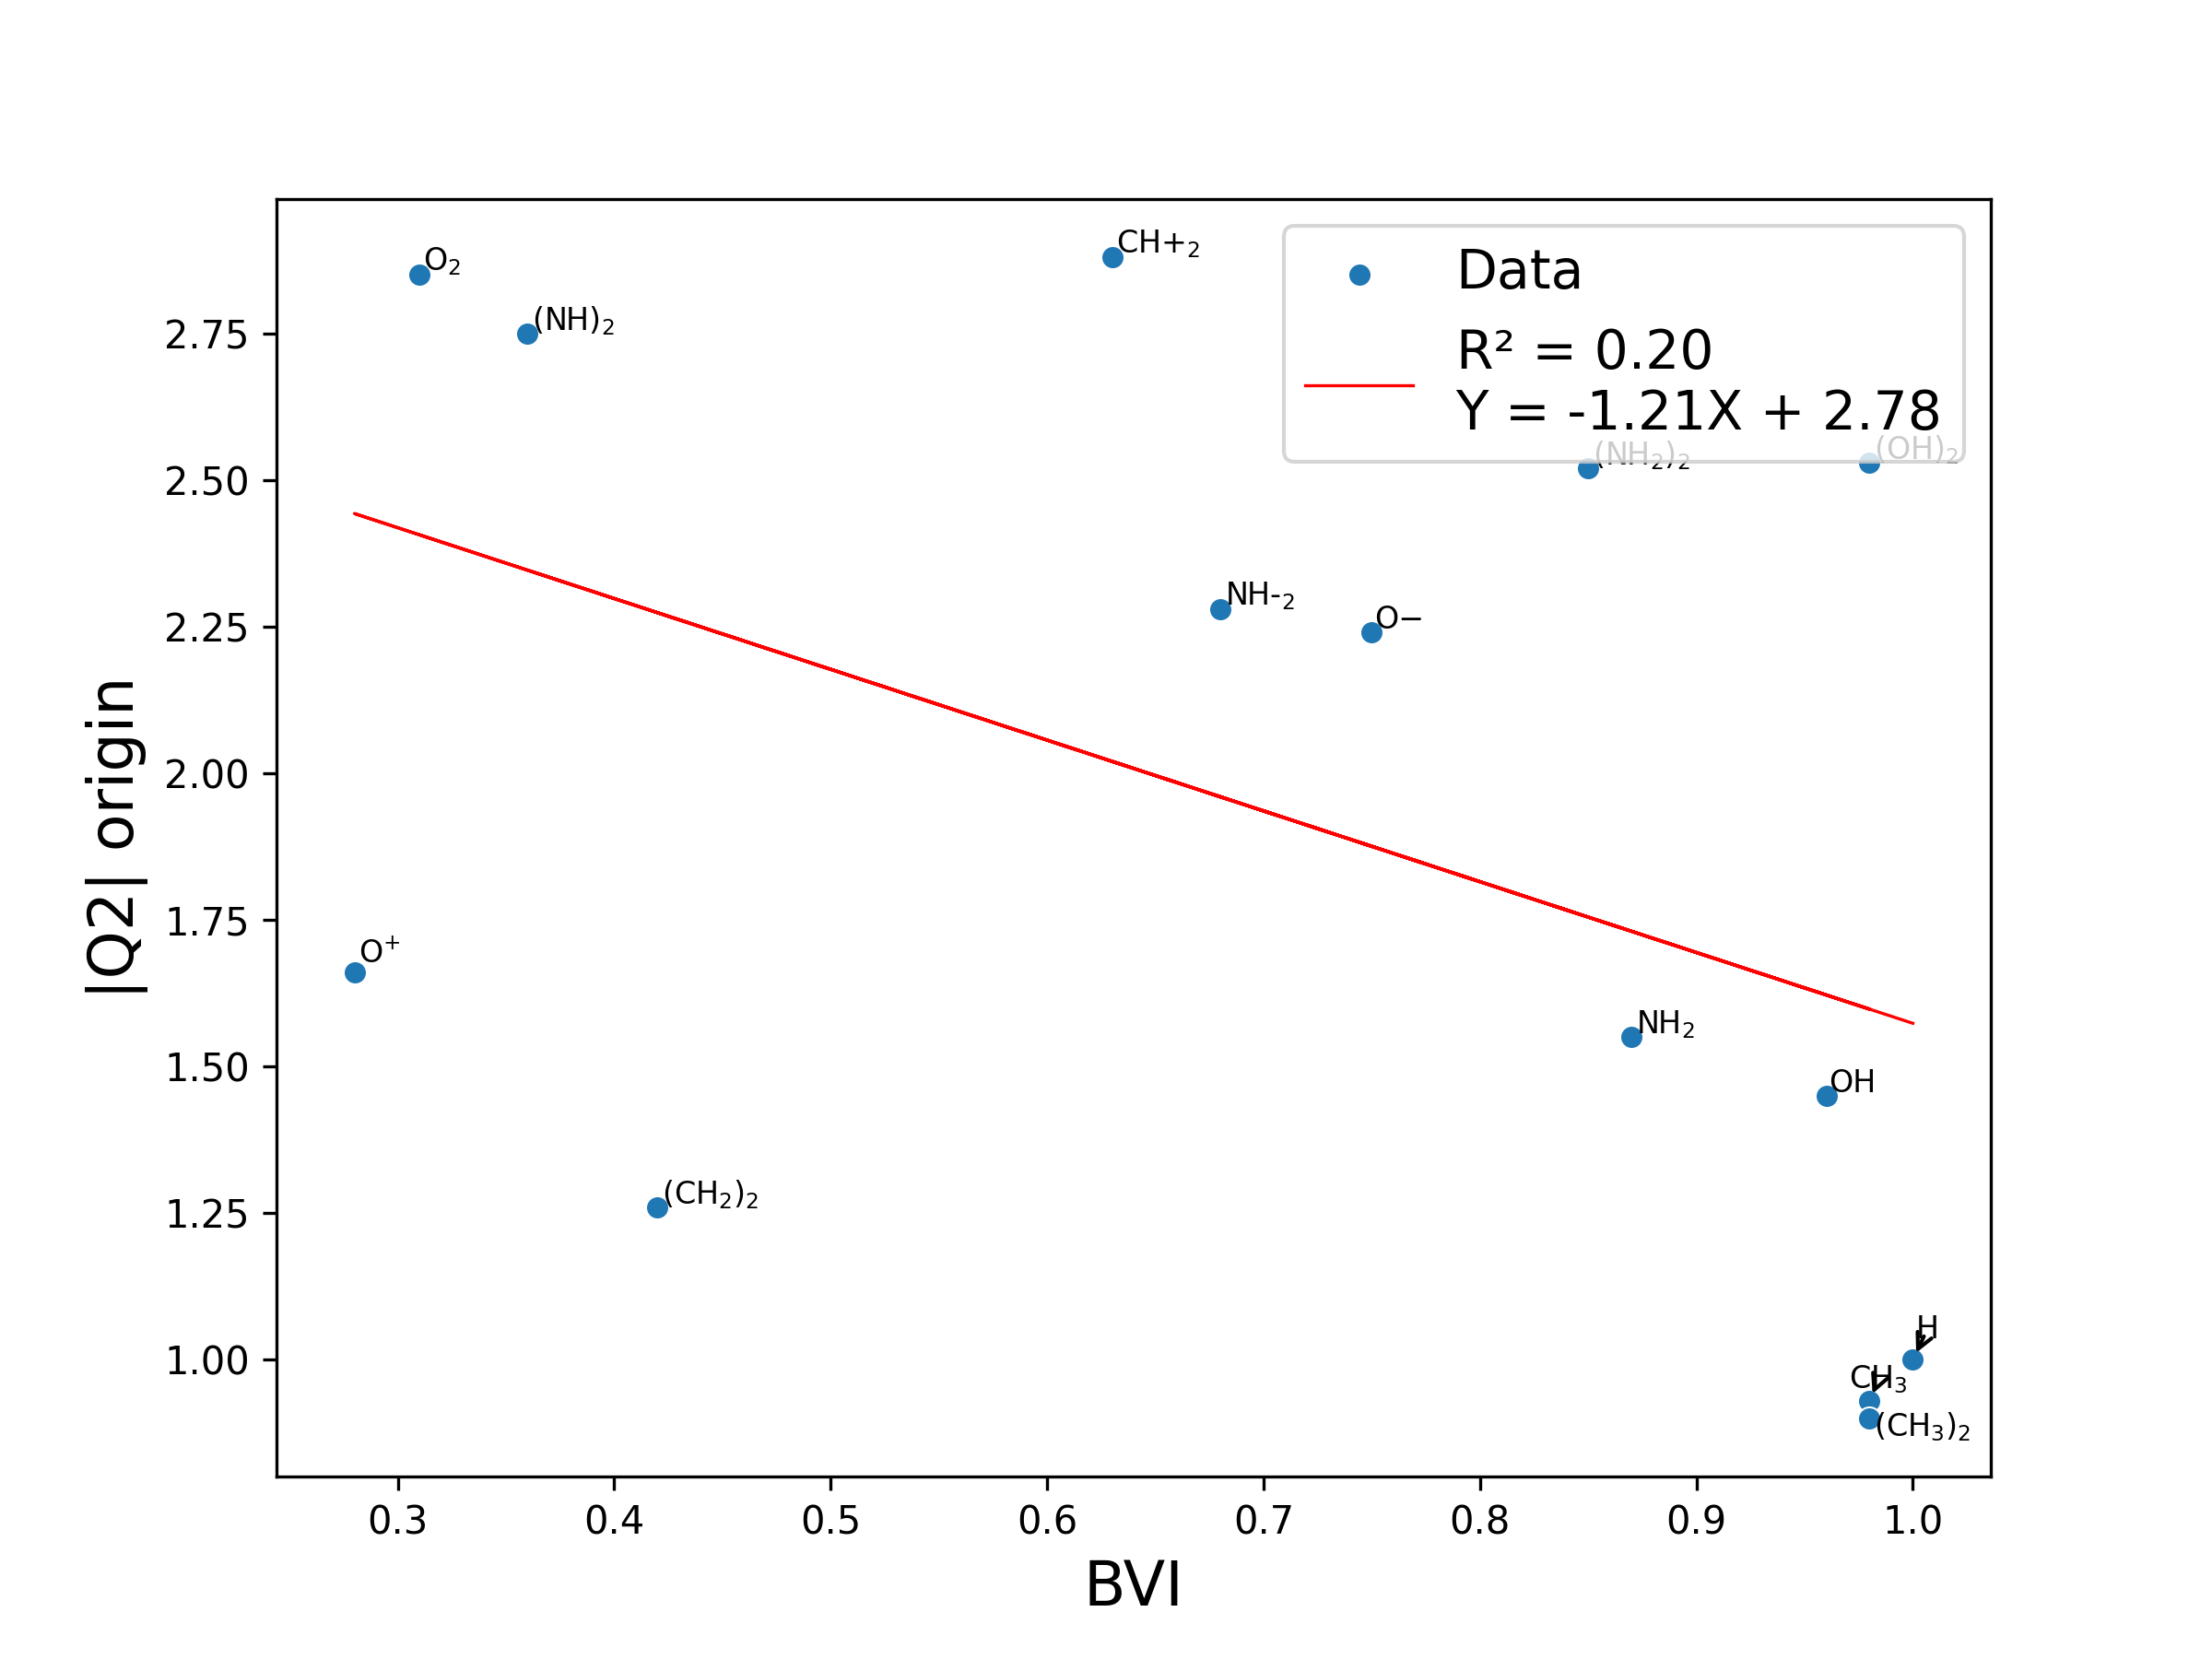 O₂
CH+₂
(NH)₂
Data
R² = 0.20
Y = -1.21X + 2.78
(NH₂)₂
(OH)₂
NH-₂
O−
O⁺
NH₂
OH
(CH₂)₂
H
CH₃
(CH₃)₂
2.75
2.50
2.25
2.00
1.75
1.50
1.25
1.00
|Q2| origin
0.3 0.4 0.5 0.6 0.7 0.8 0.9 1.0
BVI